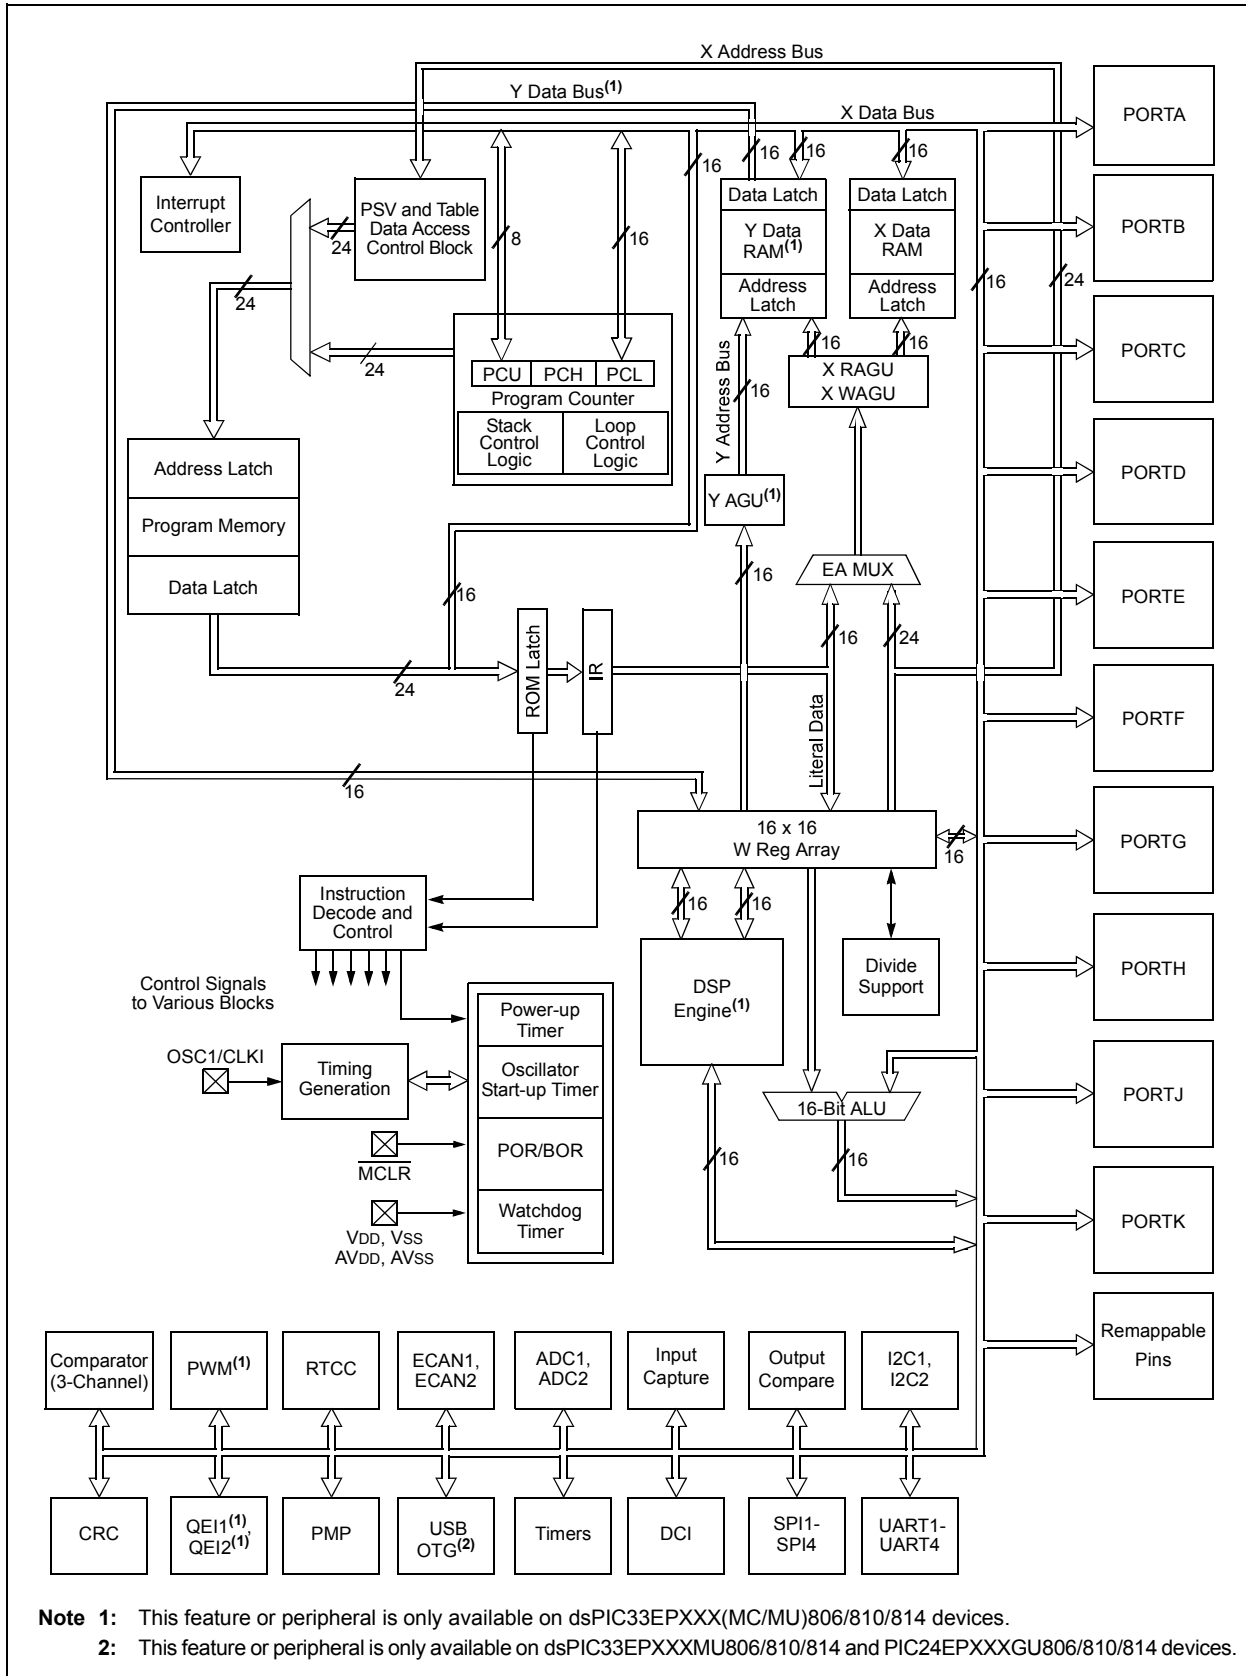 X Address Bus
Y Data Bus(1)
X Data Bus
PORTA
16
16
16
16
Interrupt
Controller
PSV and Table
Data Access
Control Block
24
8
16
Data Latch
Y Data
RAM(1)
Address
Latch
Data Latch
X Data
RAM
Address
Latch
PORTB
16
24
24
24
16
16
PORTC
PCU
PCH
PCL
Program Counter
Stack
Control
Logic
Loop
Control
Logic
Y Address Bus
16
X RAGU
X WAGU
PORTD
Address Latch
Program Memory
Data Latch
Y AGU(1)
16
EA MUX
PORTE
16
16
24
24
ROM Latch
IR
Literal Data
PORTF
16
16 x 16
W Reg Array
16
PORTG
Instruction
Decode and
Control
16
16
Control Signals
to Various Blocks
DSP
Engine(1)
Divide
Support
PORTH
Power-up
Timer
OSC1/CLKI
Timing
Generation
Oscillator
Start-up Timer
16-Bit ALU
PORTJ
MCLR
POR/BOR
16
16
VDD, VSS
AVDD, AVSS
Watchdog
Timer
PORTK
Remappable
Pins
Comparator
(3-Channel)
PWM(1)
RTCC
ECAN1,
ECAN2
ADC1,
ADC2
Input
Capture
Output
Compare
I2C1,
I2C2
CRC
QEI1(1),
QEI2(1)
PMP
USB
OTG(2)
Timers
DCI
SPI1-
SPI4
UART1-
UART4
Note 1: This feature or peripheral is only available on dsPIC33EPXXX(MC/MU)806/810/814 devices.
2: This feature or peripheral is only available on dsPIC33EPXXXMU806/810/814 and PIC24EPXXXGU806/810/814 devices.